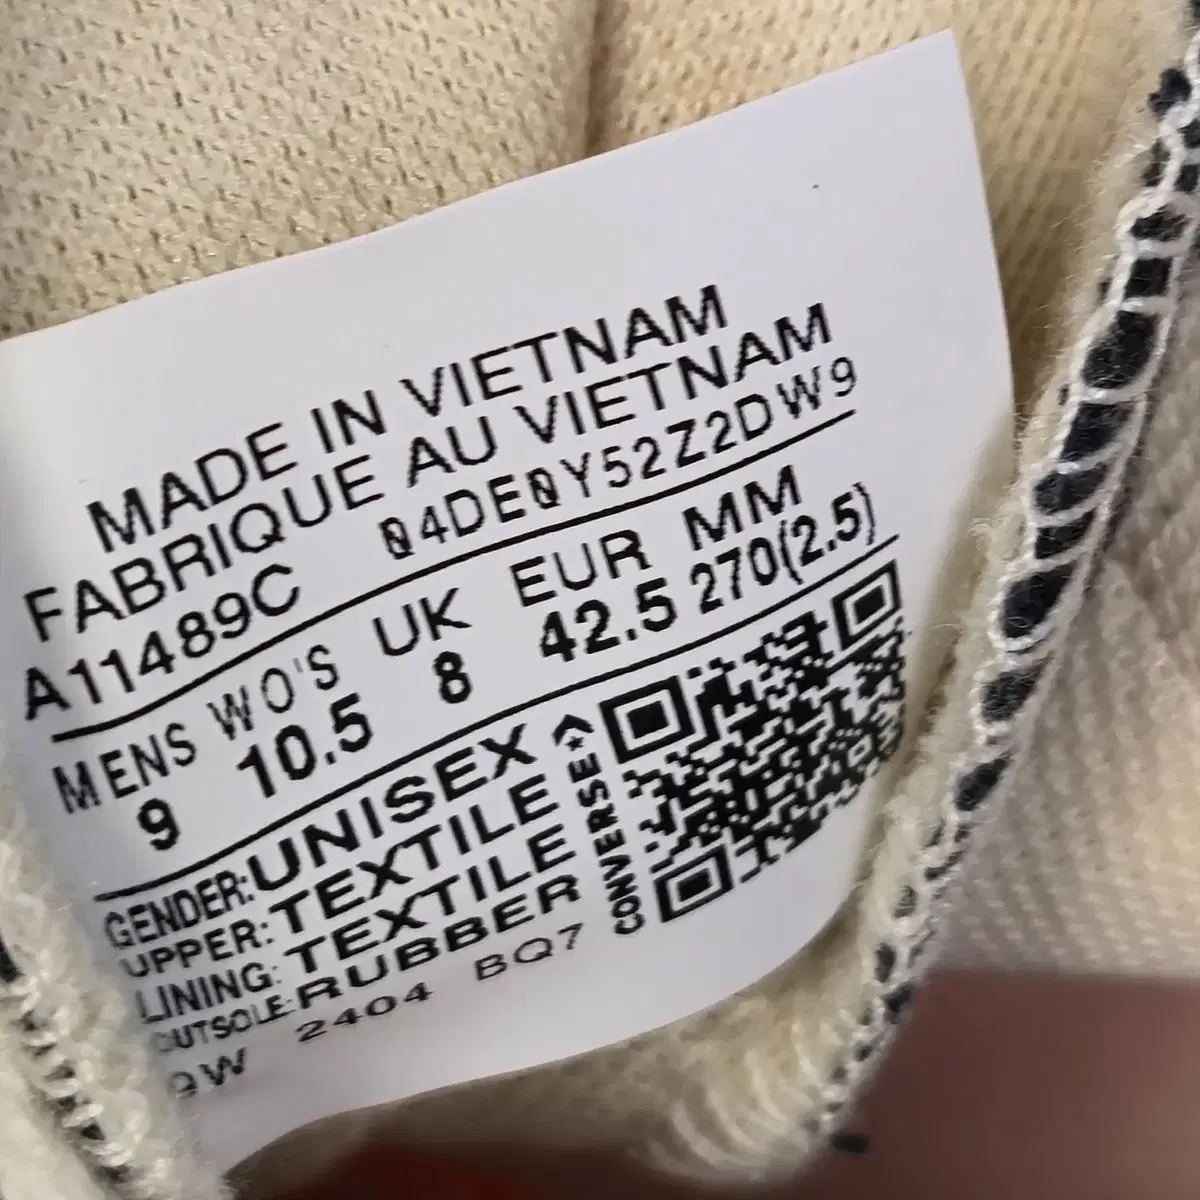 MADE IN VIETNAM
FABRIQUE AU VIETNAM
A11489C 04DE0Y52Z2DW9
MENS WO'S UK EUR MM
9 10.5 8 42.5 270(2.5)
GENDER:UNISEX
UPPER:TEXTILE
LINING:TEXTILE
OUTSOLE:RUBBER
QW 2404 BQ7
CONVERSE